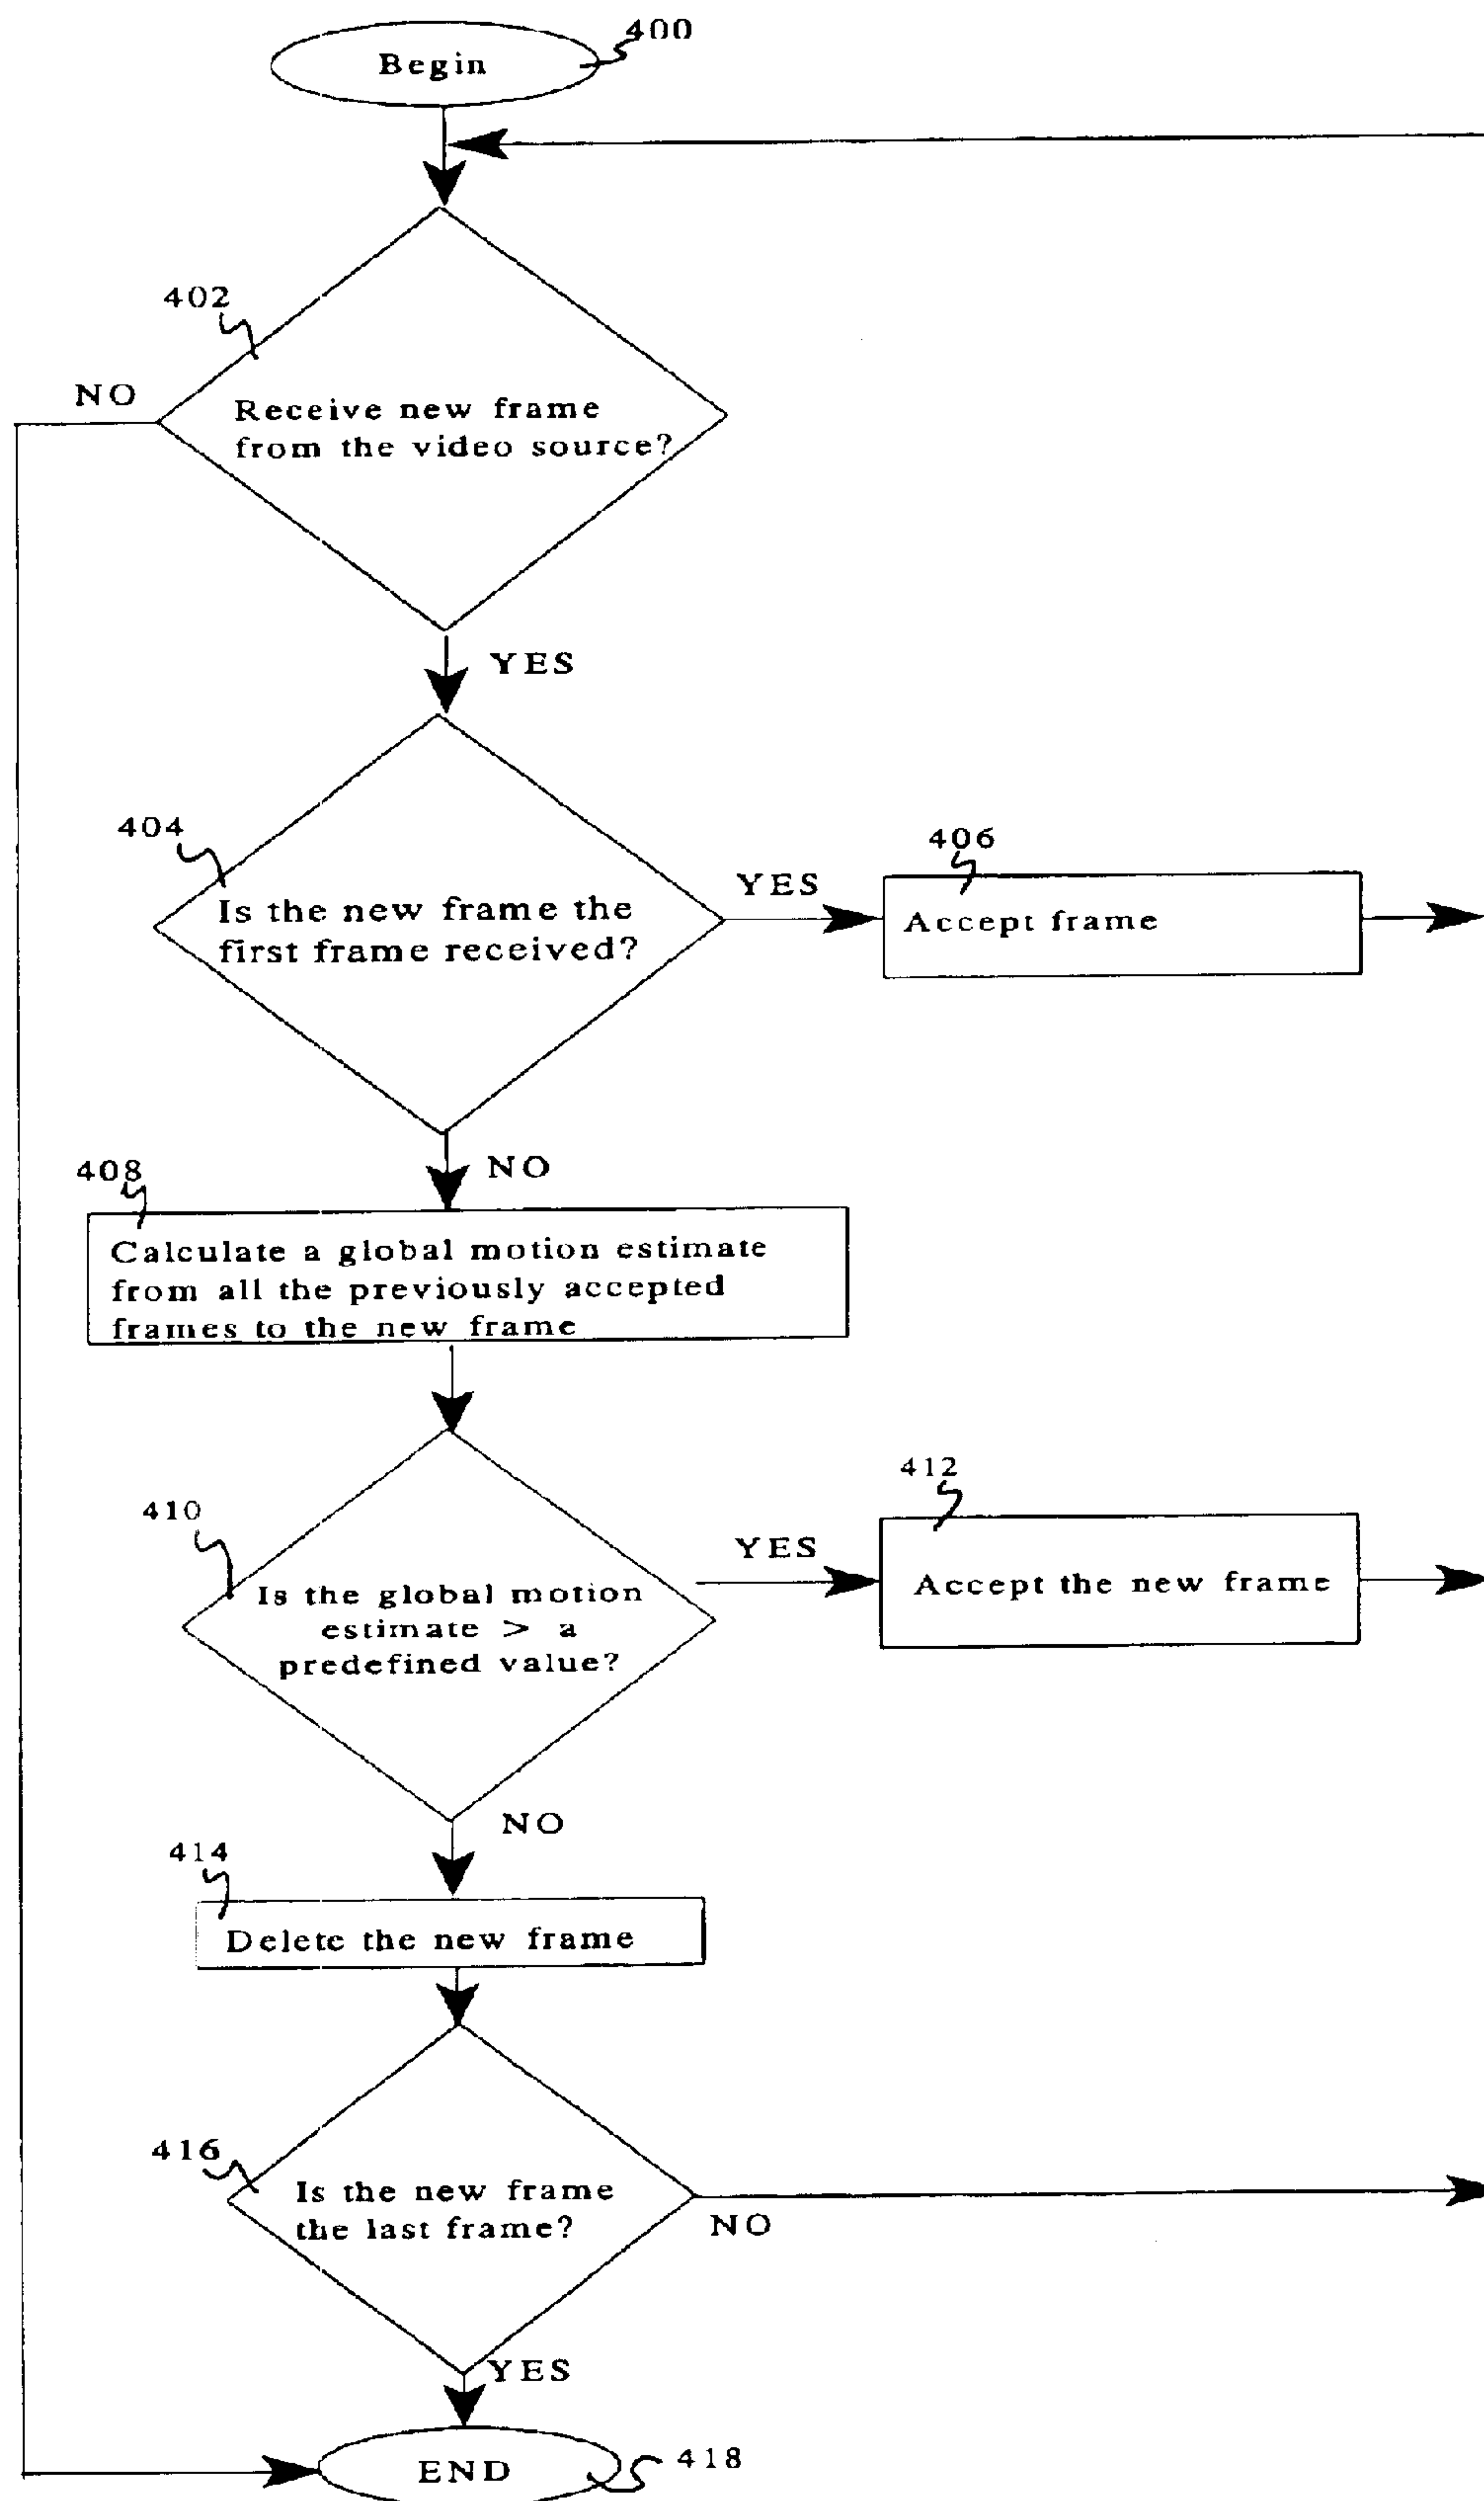 400
Begin
402
NO
Receive new frame
from the video source?
YES
404
Is the new frame the
first frame received?
YES
406
Accept frame
NO
408
Calculate a global motion estimate
from all the previously accepted
frames to the new frame
410
Is the global motion
estimate > a
predefined value?
YES
412
Accept the new frame
NO
414
Delete the new frame
416
Is the new frame
the last frame?
NO
YES
END
418